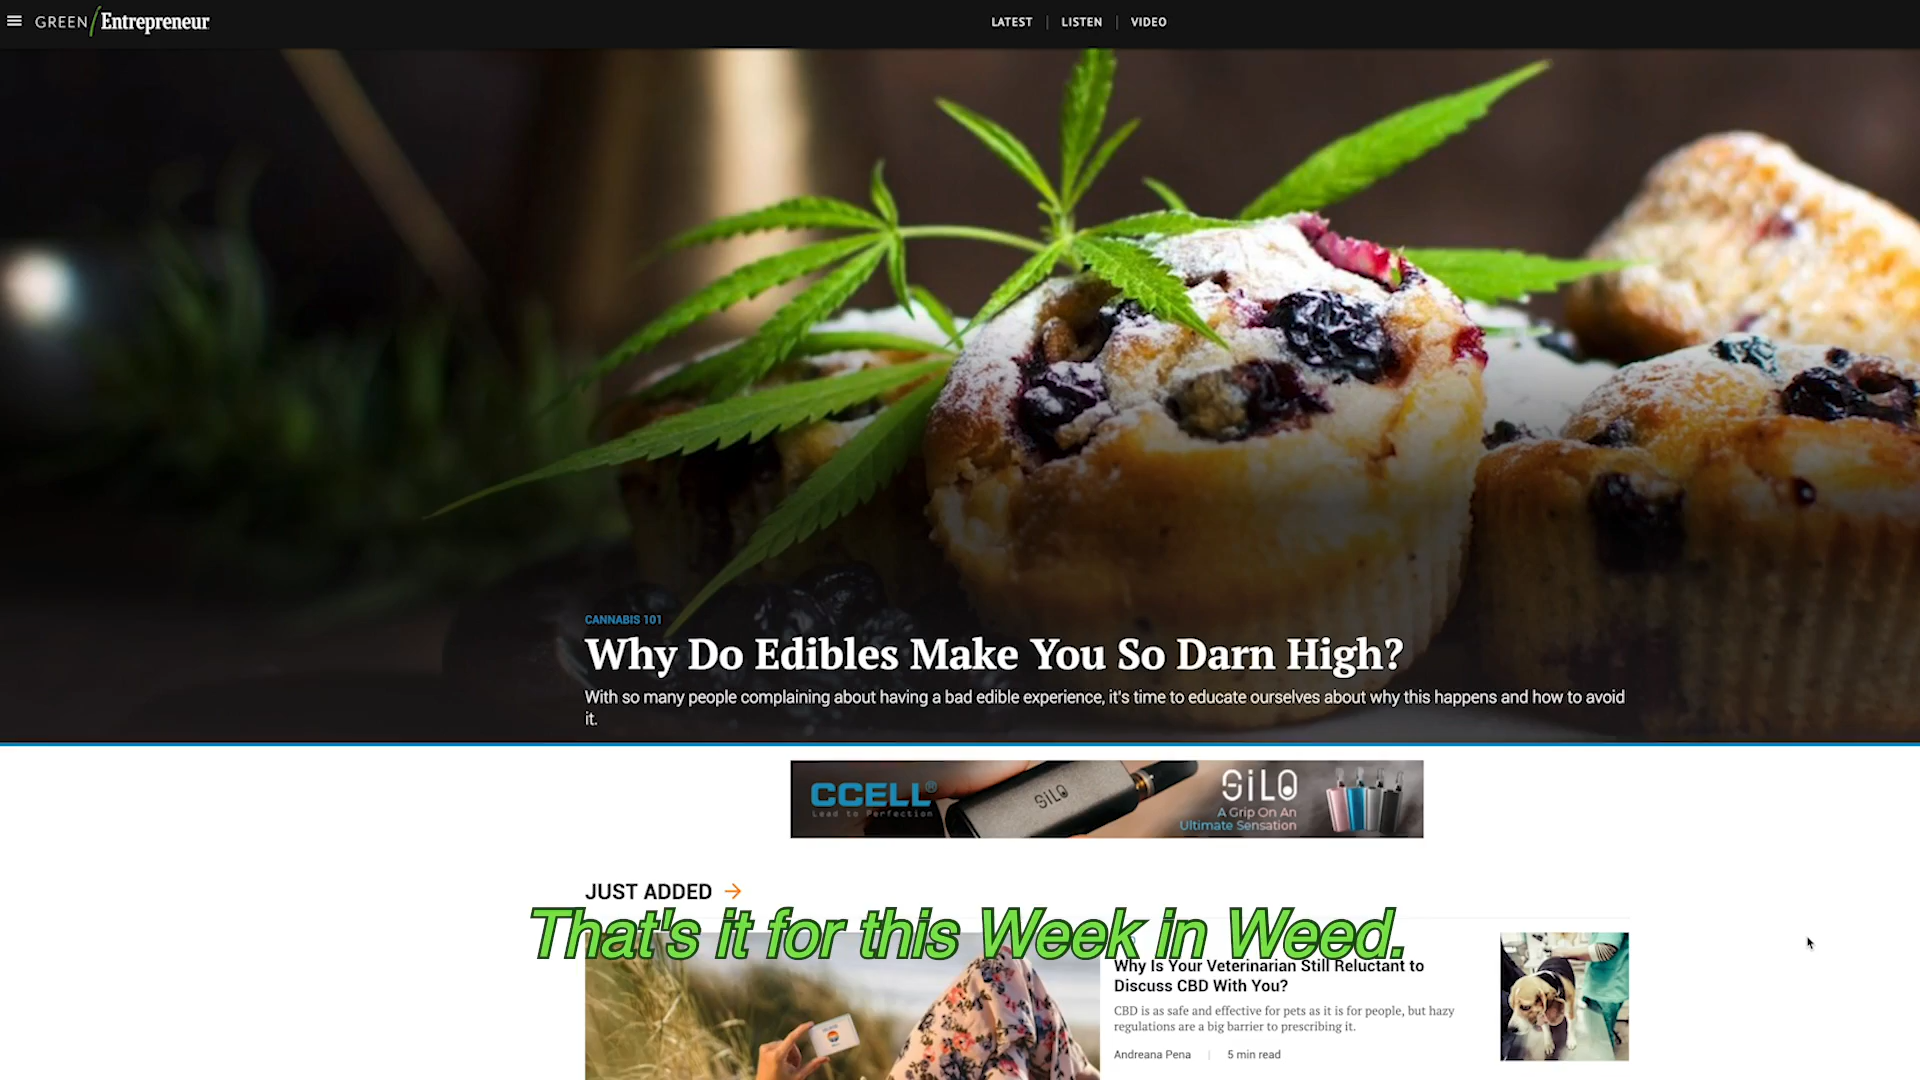 GREEN/Entrepreneur
LATEST | LISTEN | VIDEO
CANNABIS 101
Why Do Edibles Make You So Darn High?
With so many people complaining about having a bad edible experience, it's time to educate ourselves about why this happens and how to avoid
it.
CCELL®
Lead to Perfection
SiLO
SiLO
A Grip On An
Ultimate Sensation
JUST ADDED →
That's it for this Week in Weed.
Why Is Your Veterinarian Still Reluctant to
Discuss CBD With You?
CBD is as safe and effective for pets as it is for people, but hazy
regulations are a big barrier to prescribing it.
Andreana Pena | 5 min read